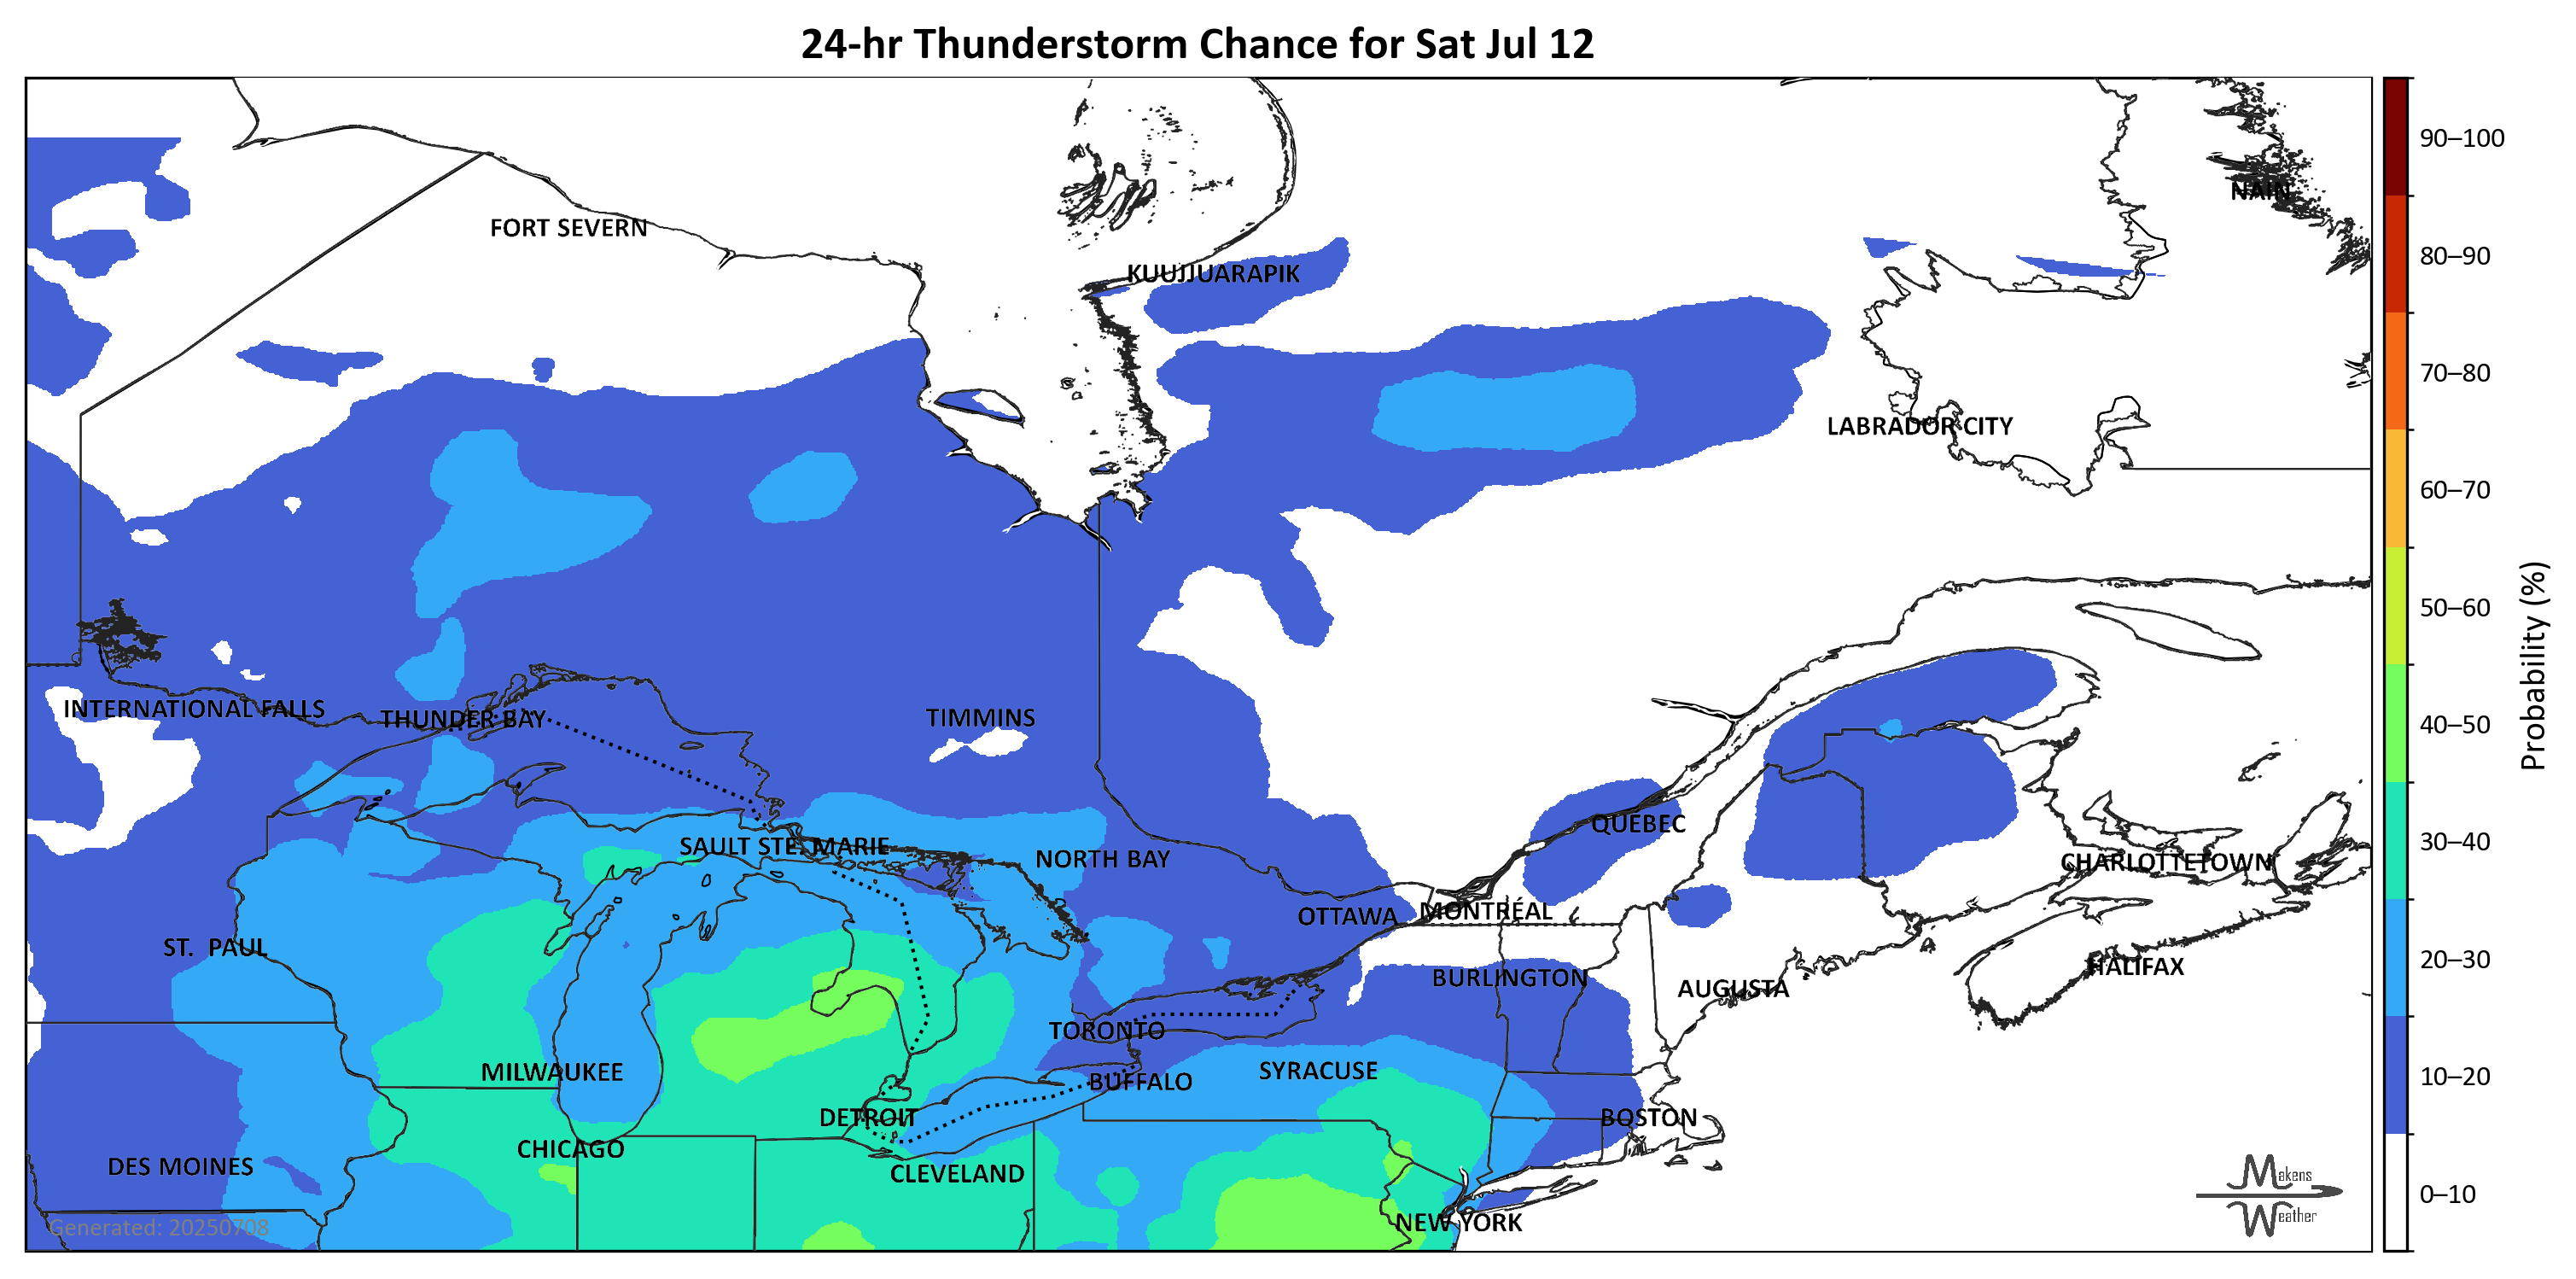 24-hr Thunderstorm Chance for Sat Jul 12
NAIN
FORT SEVERN
KUUJJUARAPIK
LABRADOR CITY
INTERNATIONAL FALLS
THUNDER BAY
TIMMINS
QUEBEC
SAULT STE. MARIE
NORTH BAY
CHARLOTTETOWN
OTTAWA
MONTRÉAL
ST. PAUL
BURLINGTON
AUGUSTA
HALIFAX
TORONTO
MILWAUKEE
BUFFALO
SYRACUSE
DETROIT
BOSTON
CHICAGO
CLEVELAND
DES MOINES
NEW YORK
Generated: 20250708
Makens
Weather
90–100
80–90
70–80
60–70
50–60
40–50
30–40
20–30
10–20
0–10
Probability (%)